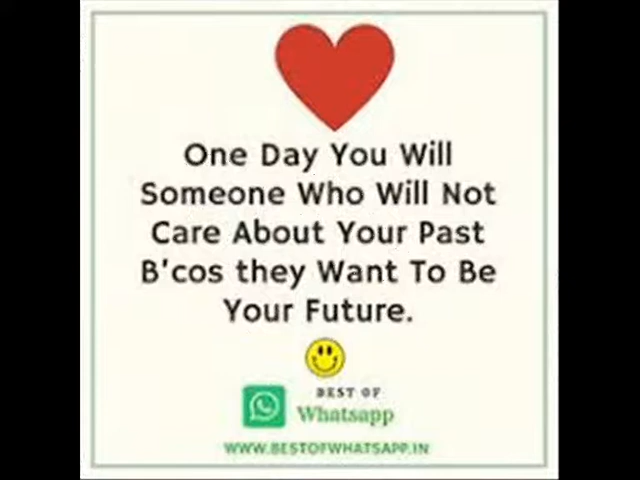 One Day You Will
Someone Who Will Not
Care About Your Past
B'cos they Want To Be
Your Future.
BEST OF
Whatsapp
WWW.BESTOFWHATSAPP.IN